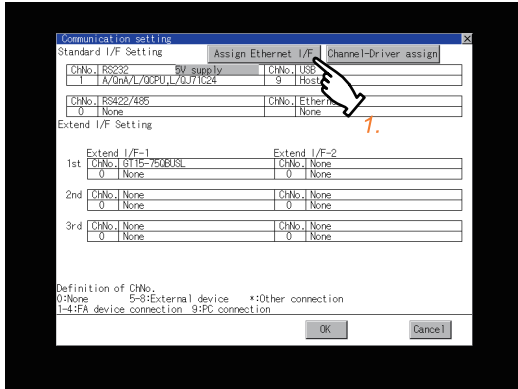 Communication setting
Standard I/F Setting Assign Ethernet I/F Channel-Driver assign
ChNo. RS232 5V supply ChNo. USB
1 A/QnA/L/QCPU,L/QJ71C24 9 Host
ChNo. RS422/485 ChNo.
0 None None
Extend I/F Setting
Extend I/F-1 Extend I/F-2
1st ChNo. GT15-75QBUSL ChNo. None
0 None 0 None
2nd ChNo. None ChNo. None
0 None 0 None
3rd ChNo. None ChNo. None
0 None 0 None
Definition of ChNo.
0:None 5-8:External device *:Other connection
1-4:FA device connection 9:PC connection
OK Cancel
1.